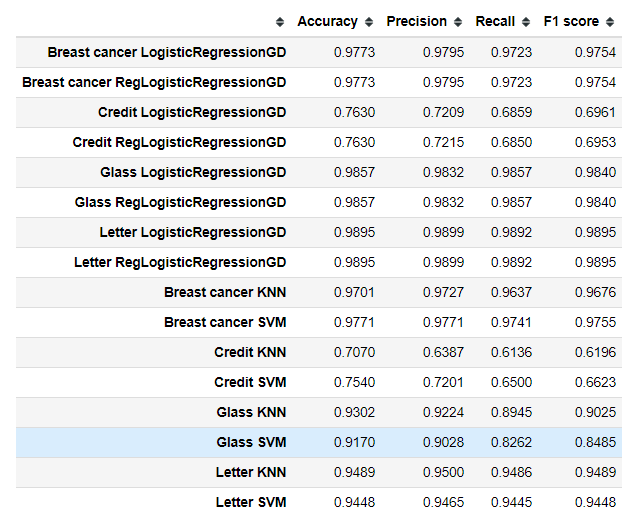 Accuracy Precision Recall F1 score
Breast cancer LogisticRegressionGD 0.9773 0.9795 0.9723 0.9754
Breast cancer RegLogisticRegressionGD 0.9773 0.9795 0.9723 0.9754
Credit LogisticRegressionGD 0.7630 0.7209 0.6859 0.6961
Credit RegLogisticRegressionGD 0.7630 0.7215 0.6850 0.6953
Glass LogisticRegressionGD 0.9857 0.9832 0.9857 0.9840
Glass RegLogisticRegressionGD 0.9857 0.9832 0.9857 0.9840
Letter LogisticRegressionGD 0.9895 0.9899 0.9892 0.9895
Letter RegLogisticRegressionGD 0.9895 0.9899 0.9892 0.9895
Breast cancer KNN 0.9701 0.9727 0.9637 0.9676
Breast cancer SVM 0.9771 0.9771 0.9741 0.9755
Credit KNN 0.7070 0.6387 0.6136 0.6196
Credit SVM 0.7540 0.7201 0.6500 0.6623
Glass KNN 0.9302 0.9224 0.8945 0.9025
Glass SVM 0.9170 0.9028 0.8262 0.8485
Letter KNN 0.9489 0.9500 0.9486 0.9489
Letter SVM 0.9448 0.9465 0.9445 0.9448